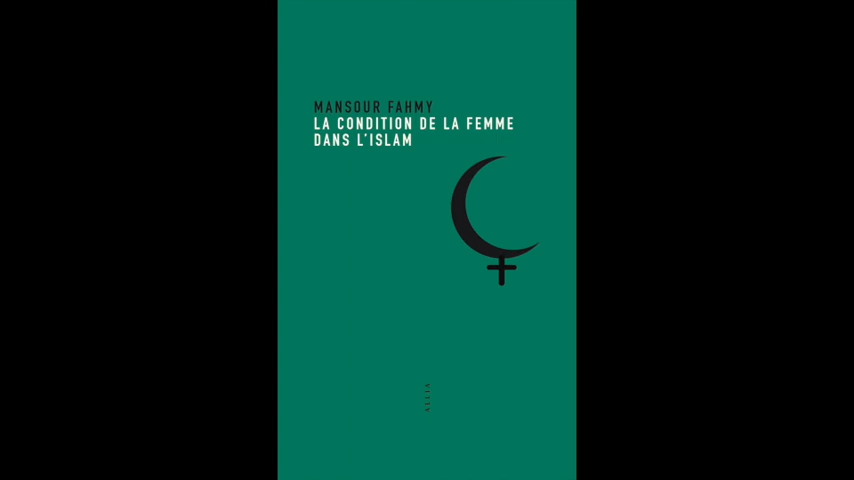 MANSOUR FAHMY
LA CONDITION DE LA FEMME
DANS L'ISLAM
ALLIA